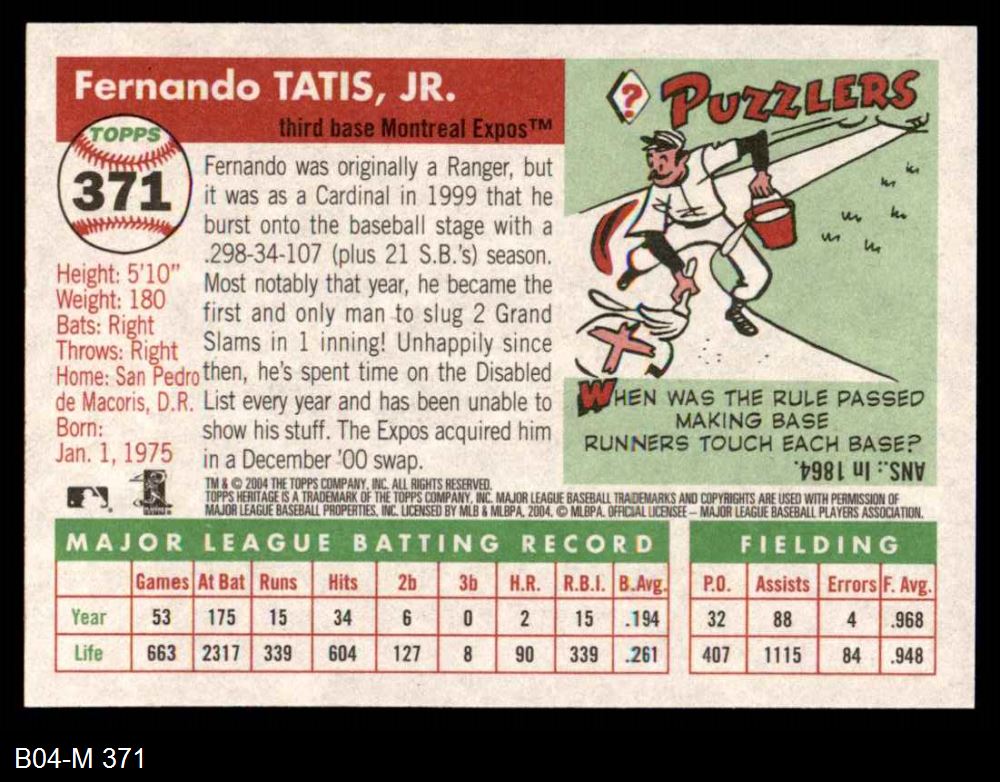 Fernando TATIS, JR.
third base Montreal Expos™
TOPPS
371
Height: 5'10"
Weight: 180
Bats: Right
Throws: Right
Home: San Pedro
de Macoris, D.R.
Born:
Jan. 1, 1975
Fernando was originally a Ranger, but
it was as a Cardinal in 1999 that he
burst onto the baseball stage with a
.298-34-107 (plus 21 S.B.'s) season.
Most notably that year, he became the
first and only man to slug 2 Grand
Slams in 1 inning! Unhappily since
then, he's spent time on the Disabled
List every year and has been unable to
show his stuff. The Expos acquired him
in a December '00 swap.
? PUZZLERS
WHEN WAS THE RULE PASSED
MAKING BASE
RUNNERS TOUCH EACH BASE?
ANS.: In 1864.
TM & © 2004 THE TOPPS COMPANY, INC. ALL RIGHTS RESERVED.
TOPPS HERITAGE IS A TRADEMARK OF THE TOPPS COMPANY, INC. MAJOR LEAGUE BASEBALL TRADEMARKS AND COPYRIGHTS ARE USED WITH PERMISSION OF
MAJOR LEAGUE BASEBALL PROPERTIES, INC. LICENSED BY MLB & MLBPA, 2004. © MLBPA. OFFICIAL LICENSEE – MAJOR LEAGUE BASEBALL PLAYERS ASSOCIATION.
MAJOR LEAGUE BATTING RECORD
Games At Bat Runs Hits 2b 3b H.R. R.B.I. B.Avg.
Year 53 175 15 34 6 0 2 15 .194
Life 663 2317 339 604 127 8 90 339 .261
FIELDING
P.O. Assists Errors F. Avg.
32 88 4 .968
407 1115 84 .948
B04-M 371